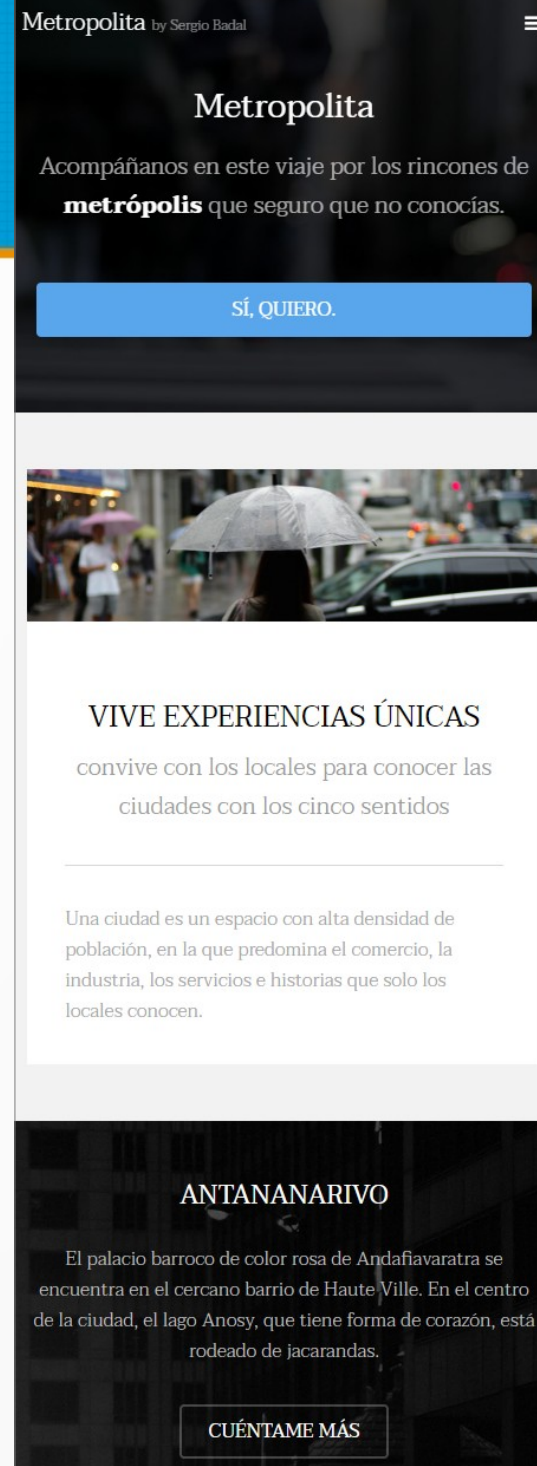 Metropolita by Sergio Badal
Metropolita
Acompáñanos en este viaje por los rincones de
metrópolis que seguro que no conocías.
SÍ, QUIERO.
VIVE EXPERIENCIAS ÚNICAS
convive con los locales para conocer las
ciudades con los cinco sentidos
Una ciudad es un espacio con alta densidad de
población, en la que predomina el comercio, la
industria, los servicios e historias que solo los
locales conocen.
ANTANANARIVO
El palacio barroco de color rosa de Andafiavaratra se
encuentra en el cercano barrio de Haute Ville. En el centro
de la ciudad, el lago Anosy, que tiene forma de corazón, está
rodeado de jacarandas.
CUÉNTAME MÁS